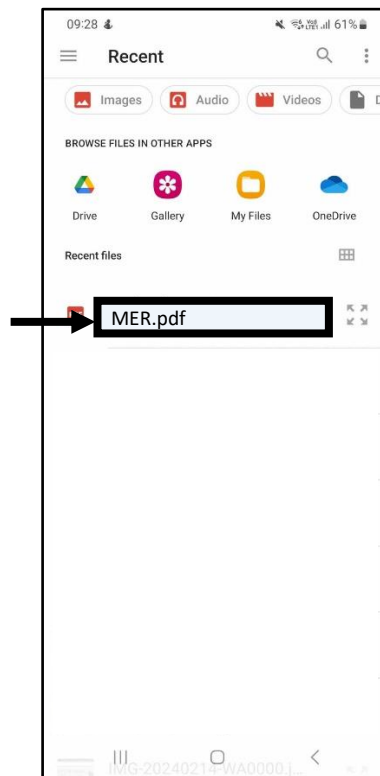 09:28 61%
Recent
Images Audio Videos D
BROWSE FILES IN OTHER APPS
Drive Gallery My Files OneDrive
Recent files
MER.pdf
IMG-20240214-WA0000.j...